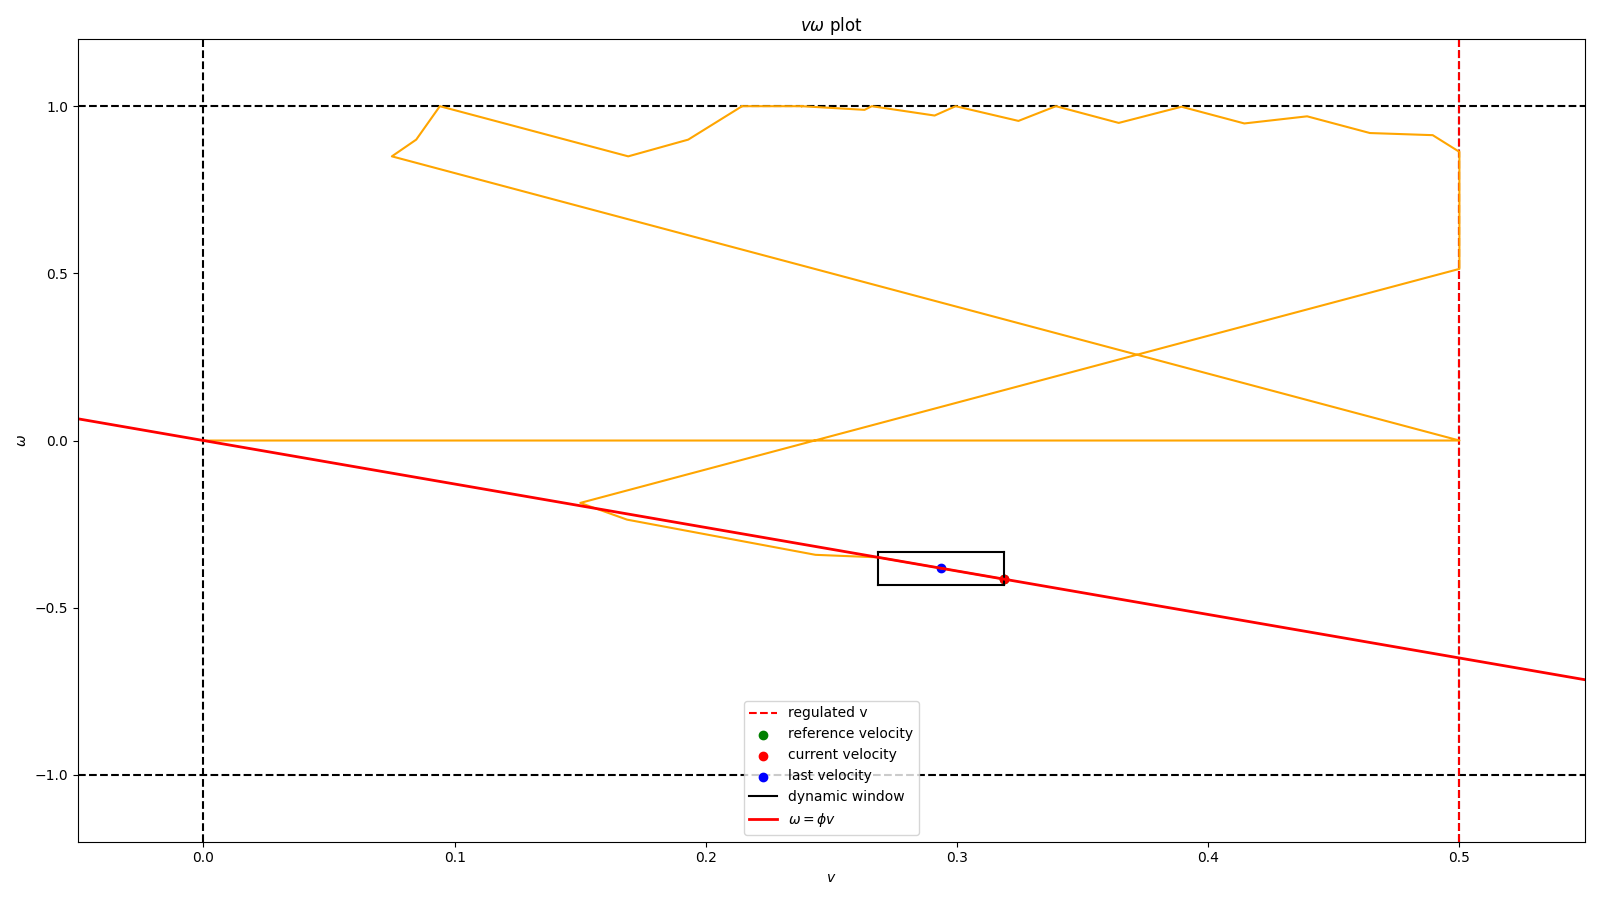 vω plot
1.0
0.5
0.0
−0.5
−1.0
ω
regulated v
reference velocity
current velocity
last velocity
dynamic window
ω = ϕv
0.0 0.1 0.2 0.3 0.4 0.5
v